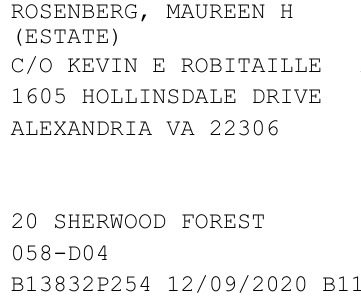 ROSENBERG, MAUREEN H
(ESTATE)
C/O KEVIN E ROBITAILLE
1605 HOLLINSDALE DRIVE
ALEXANDRIA VA 22306
20 SHERWOOD FOREST
058-D04
B13832P254 12/09/2020 B11